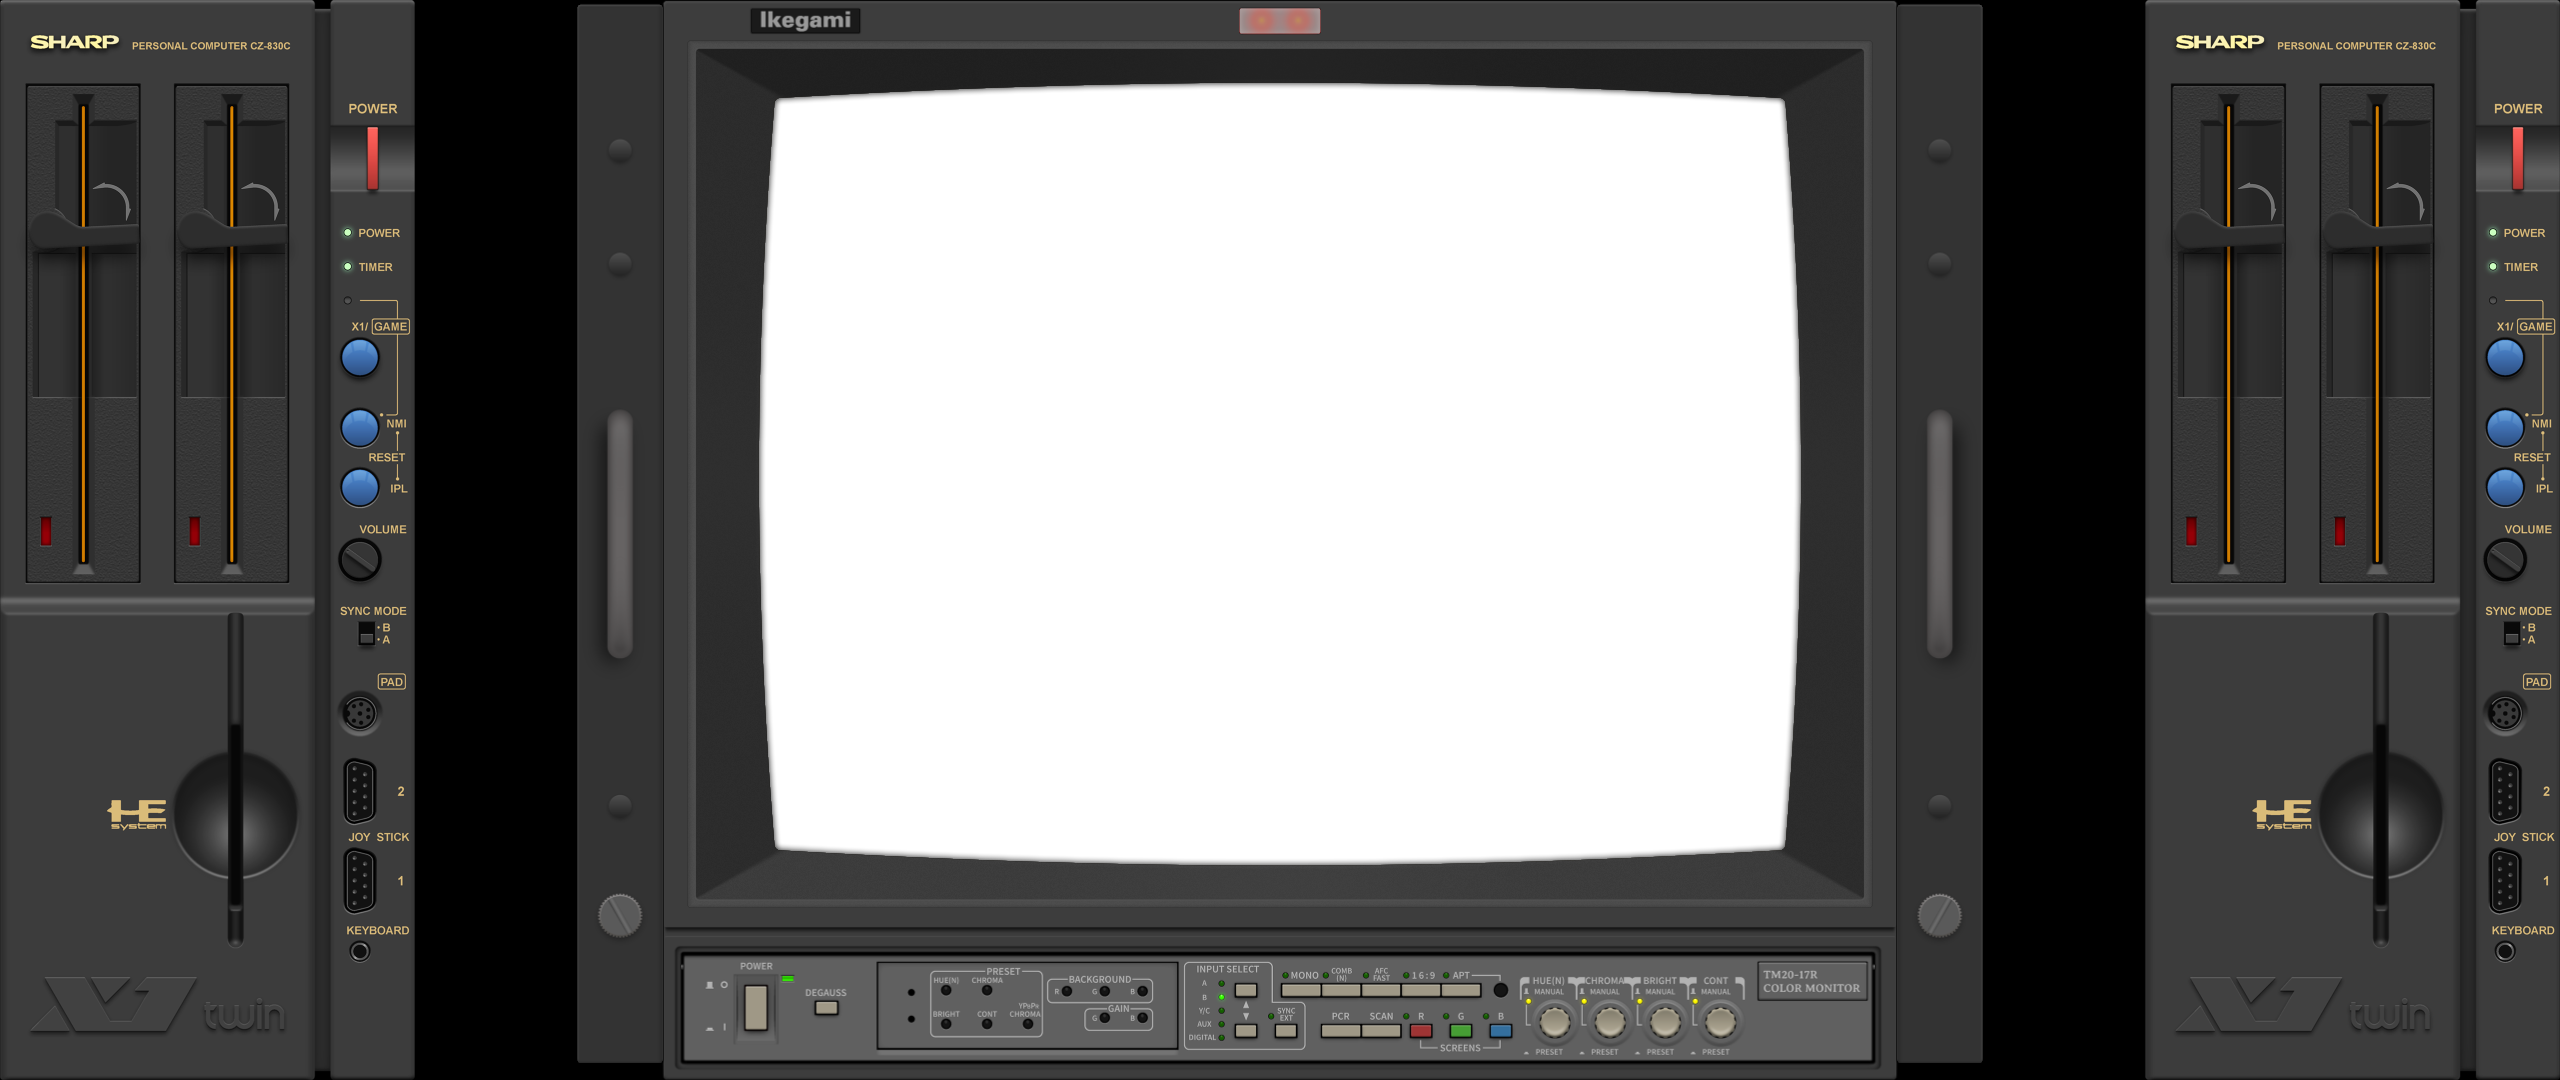 SHARP PERSONAL COMPUTER CZ-830C
POWER
POWER
TIMER
X1/ GAME
NMI
RESET
IPL
VOLUME
SYNC MODE
B
A
PAD
2
JOY STICK
1
KEYBOARD
HE
system
X1 twin
Ikegami
POWER
DEGAUSS
PRESET
HUE(N) CHROMA
BRIGHT CONT YPBPR CHROMA
BACKGROUND
R G B
GAIN
G B
INPUT SELECT
A
B
Y/C
AUX
DIGITAL
SYNC
EXT
MONO COMB (N) AFC FAST 16:9 APT
PCR SCAN R G B
SCREENS
HUE(N) CHROMA BRIGHT CONT
MANUAL MANUAL MANUAL MANUAL
PRESET PRESET PRESET PRESET
TM20-17R
COLOR MONITOR
SHARP PERSONAL COMPUTER CZ-830C
POWER
POWER
TIMER
X1/ GAME
NMI
RESET
IPL
VOLUME
SYNC MODE
B
A
PAD
2
JOY STICK
1
KEYBOARD
HE
system
X1 twin